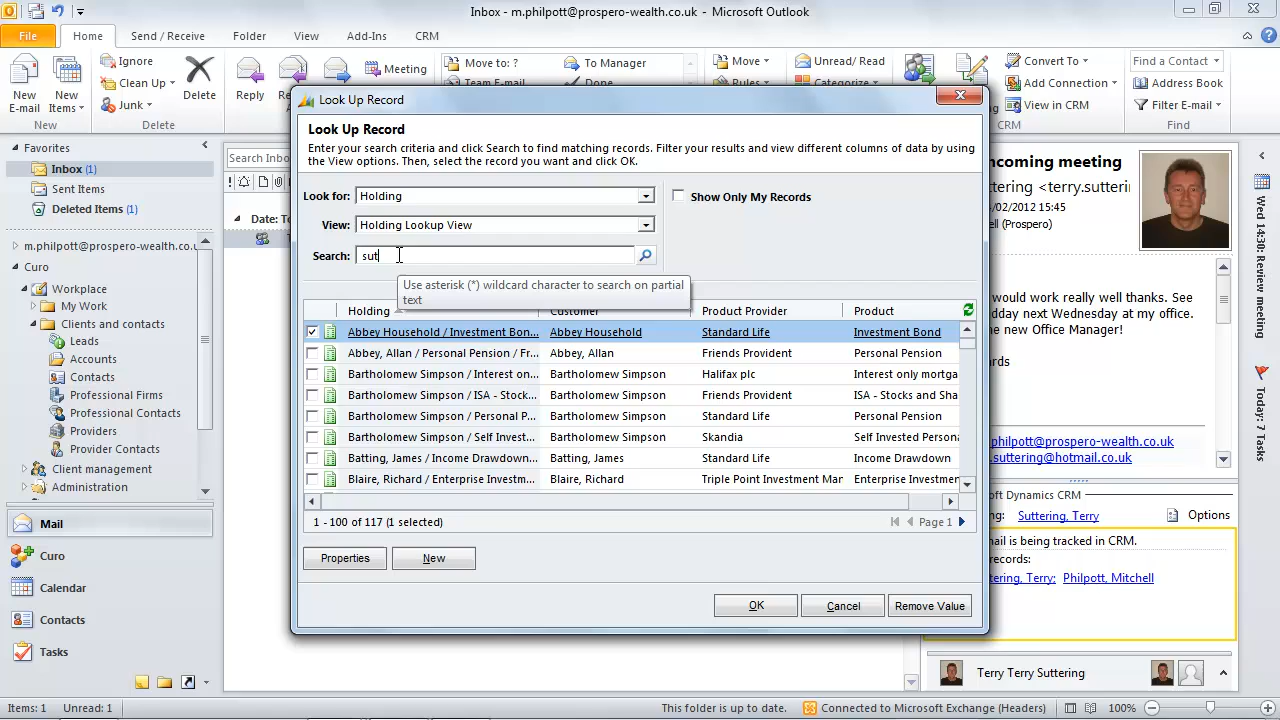 Inbox - m.philpott@prospero-wealth.co.uk - Microsoft Outlook
File Home Send / Receive Folder View Add-Ins CRM
New E-mail
New Items
Ignore
Clean Up
Junk
Delete
Reply
Meeting
Move to: ?
To Manager
Team E-mail
Done
Move
Rules
Unread/ Read
Categorize
Convert To
Add Connection
View in CRM
Find a Contact
Address Book
Filter E-mail
New Delete CRM Find
Favorites
Inbox (1)
Sent Items
Deleted Items (1)
m.philpott@prospero-wealth.co.u
Curo
Workplace
My Work
Clients and contacts
Leads
Accounts
Contacts
Professional Firms
Professional Contacts
Providers
Provider Contacts
Client management
Administration
Mail
Curo
Calendar
Contacts
Tasks
Search Inbox
Date: To
Look Up Record
Look Up Record
Enter your search criteria and click Search to find matching records. Filter your results and view different columns of data by using
the View options. Then, select the record you want and click OK.
Look for: Holding
Show Only My Records
View: Holding Lookup View
Search: sut
Use asterisk (*) wildcard character to search on partial
text
Holding Customer Product Provider Product
Abbey Household / Investment Bon... Abbey Household Standard Life Investment Bond
Abbey, Allan / Personal Pension / Fr... Abbey, Allan Friends Provident Personal Pension
Bartholomew Simpson / Interest on... Bartholomew Simpson Halifax plc Interest only mortga
Bartholomew Simpson / ISA - Stock... Bartholomew Simpson Friends Provident ISA - Stocks and Sha
Bartholomew Simpson / Personal P... Bartholomew Simpson Standard Life Personal Pension
Bartholomew Simpson / Self Invest... Bartholomew Simpson Skandia Self Invested Persona
Batting, James / Income Drawdown... Batting, James Standard Life Income Drawdown
Blaire, Richard / Enterprise Investm... Blaire, Richard Triple Point Investment Mar Enterprise Investmen
1 - 100 of 117 (1 selected)
Page 1
Properties New
OK Cancel Remove Value
ncoming meeting
ttering <terry.sutterin
/02/2012 15:45
ell (Prospero)
would work really well thanks. See
dday next Wednesday at my office.
he new Office Manager!
ards
philpott@prospero-wealth.co.uk
.suttering@hotmail.co.uk
soft Dynamics CRM
ng: Suttering, Terry Options
mail is being tracked in CRM.
records:
ttering, Terry; Philpott, Mitchell
Terry Terry Suttering
Wed 14:30: Review meeting
Today: 7 Tasks
Items: 1 Unread: 1 This folder is up to date. Connected to Microsoft Exchange (Headers) 100%